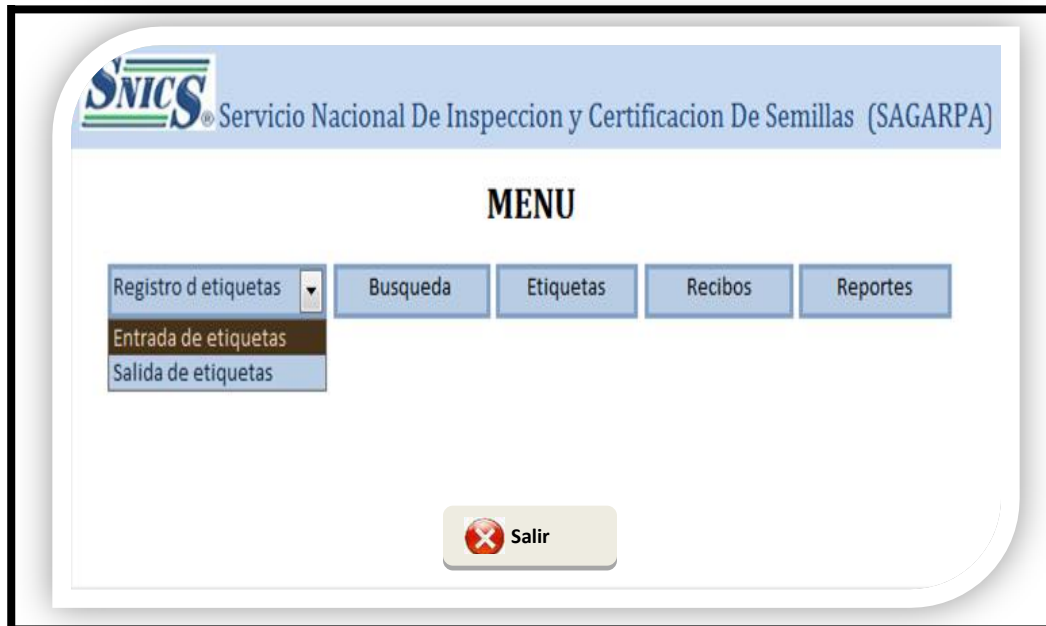 SNICS®
Servicio Nacional De Inspeccion y Certificacion De Semillas (SAGARPA)
MENU
Registro d etiquetas Busqueda Etiquetas Recibos Reportes
Entrada de etiquetas
Salida de etiquetas
Salir